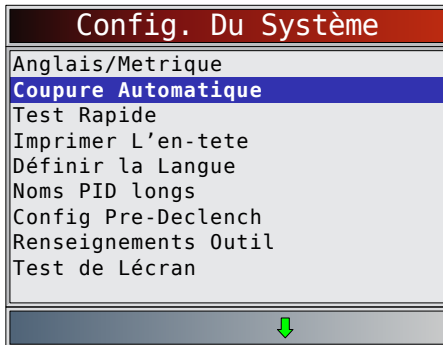 Config. Du Système
Anglais/Metrique
Coupure Automatique
Test Rapide
Imprimer L’en-tete
Définir la Langue
Noms PID longs
Config Pre-Declench
Renseignements Outil
Test de Lécran